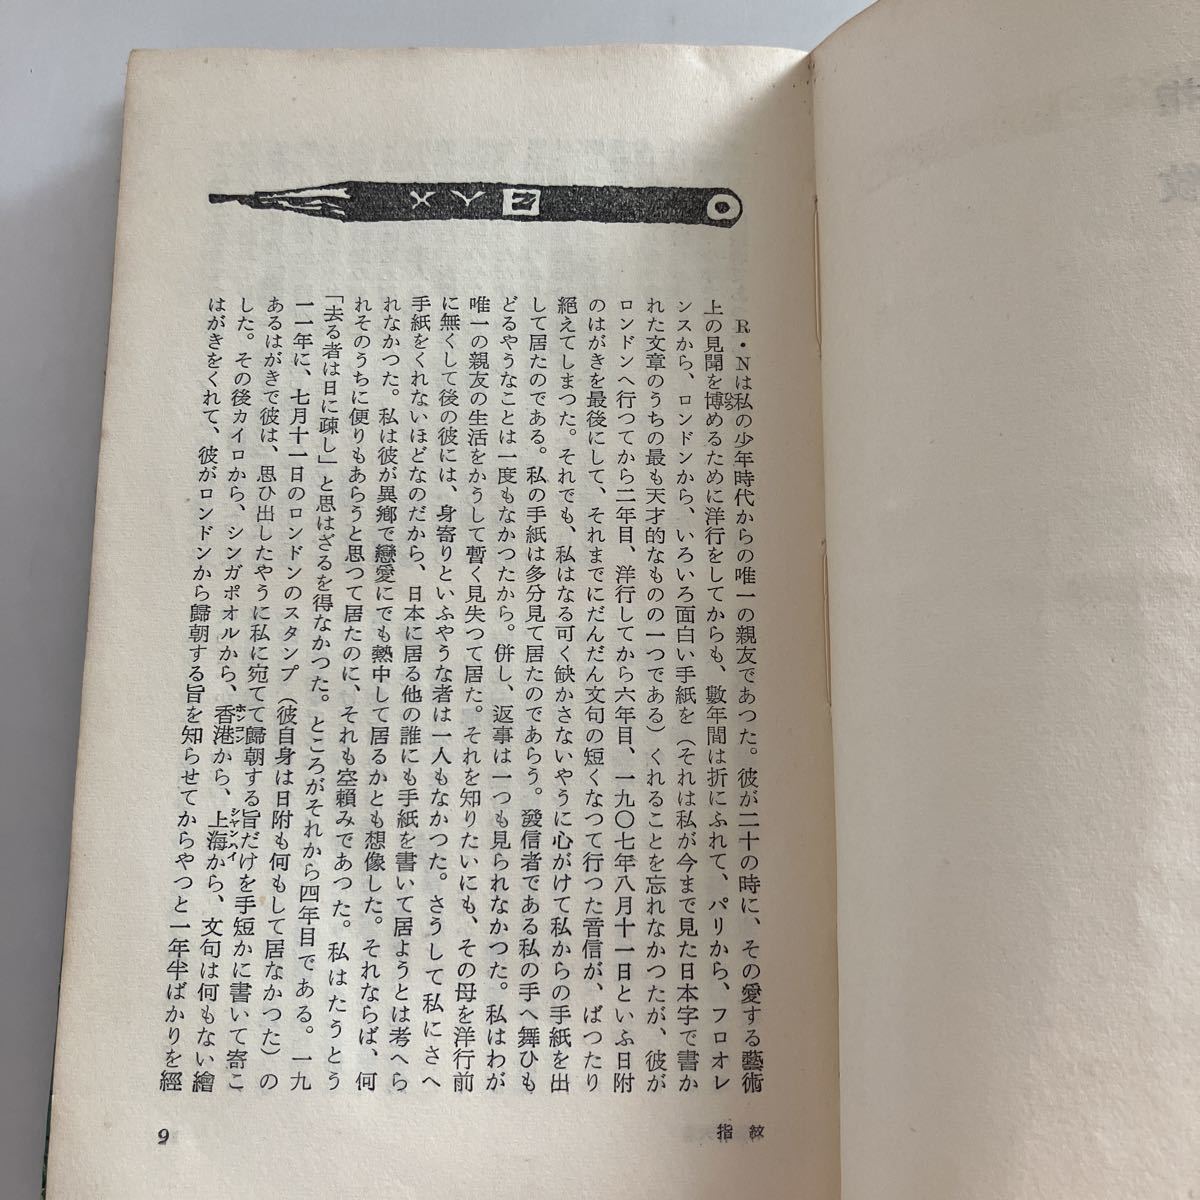 X Y Z
R・Nは私の少年時代からの唯一の親友であつた。彼が二十の時に、その愛する藝術
上の見聞を博めるために洋行をしてからも、數年間は折にふれて、パリから、フロオレ
ンスから、ロンドンから、いろいろ面白い手紙を（それは私が今まで見た日本字で書か
れた文章のうちの最も天才的なものの一つである）くれることを忘れなかつたが、彼が
ロンドンへ行つてから二年目、洋行してから六年目、一九〇七年八月十一日といふ日附
のはがきを最後にして、それまでにだんだん文句の短くなつて行つた音信が、ばつたり
絕えてしまつた。それでも、私はなる可く缺かさないやうに心がけて私からの手紙を出
して居たのである。私の手紙は多分見て居たのであらう。發信者である私の手へ舞ひも
どるやうなことは一度もなかつたから。併し、返事は一つも見られなかつた。私はわが
唯一の親友の生活をかうして暫く見失つて居た。それを知りたいにも、その母を洋行前
に無くして後の彼には、身寄りといふやうな者は一人もなかつた。さうして私にさへ
手紙をくれないほどなのだから、日本に居る他の誰にも手紙を書いて居ようとは考へら
れなかつた。私は彼が異鄕で戀愛にでも熱中して居るかとも想像した。それならば、何
れそのうちに便りもあらうと思つて居たのに、それも空賴みであつた。私はたうとう
「去る者は日に疎し」と思はざるを得なかつた。ところがそれから四年目である。一九
一一年に、七月十一日のロンドンのスタンプ（彼自身は日附も何もして居なかつた）の
あるはがきで彼は、思ひ出したやうに私に宛てて歸朝する旨だけを手短かに書いて寄こ
した。その後カイロから、シンガポオルから、香港から、上海から、文句は何もない繪
はがきをくれて、彼がロンドンから歸朝する旨を知らせてからやつと一年半ばかりを經
指紋
9